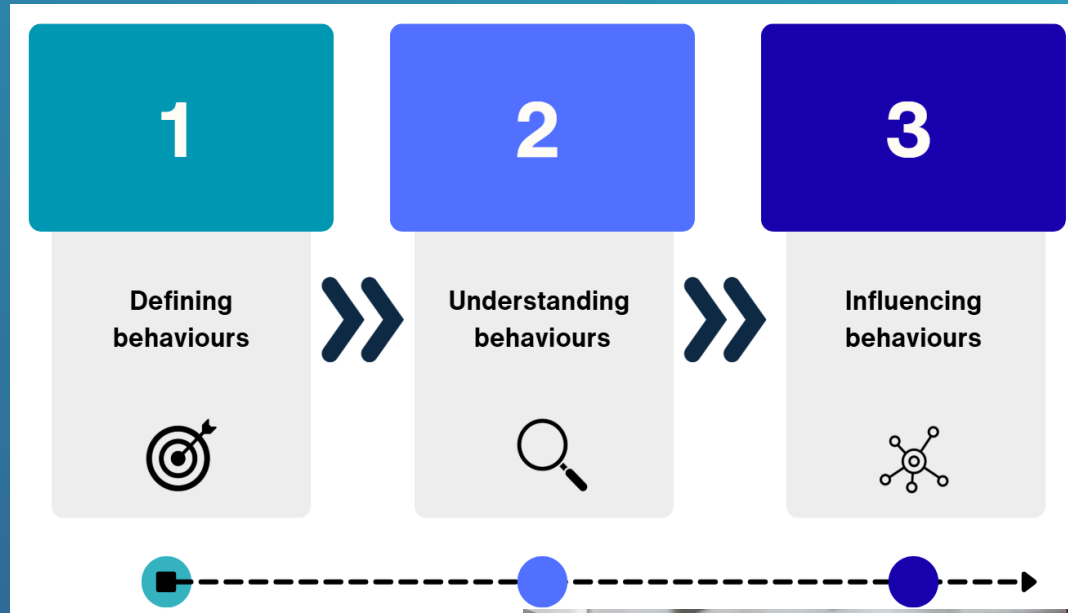 1
2
3
Defining
behaviours
Understanding
behaviours
Influencing
behaviours